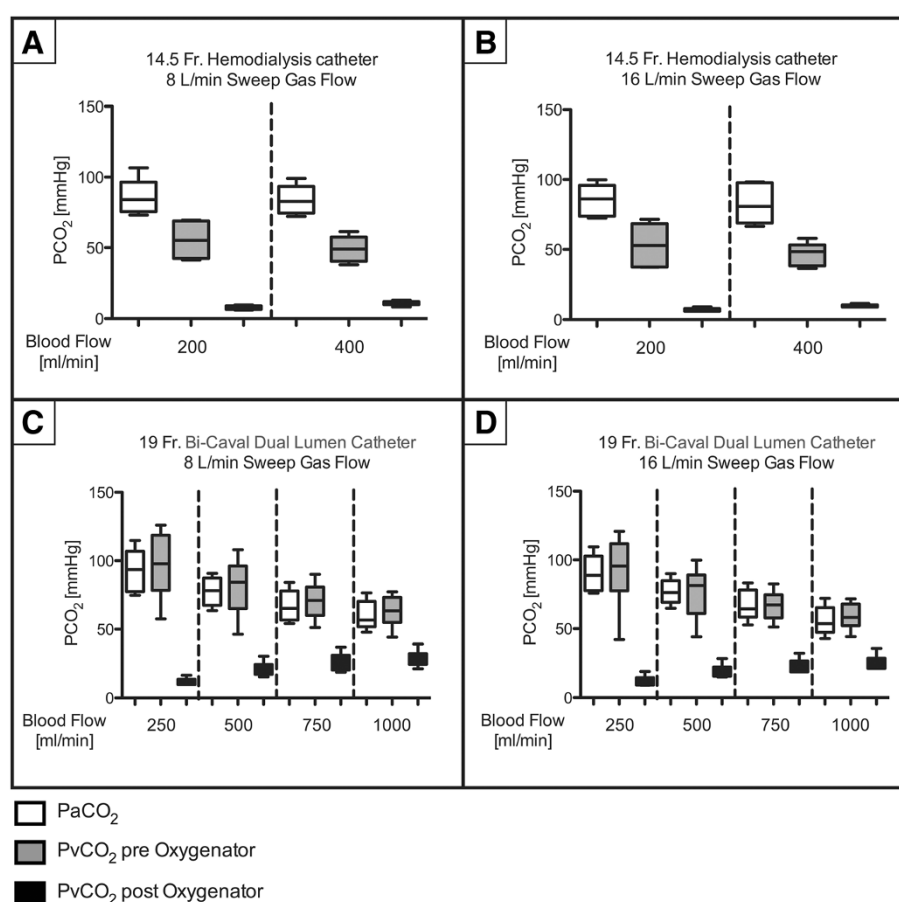 A
14.5 Fr. Hemodialysis catheter
8 L/min Sweep Gas Flow
PCO2 [mmHg]
150
100
50
0
Blood Flow
[ml/min]
200
400
B
14.5 Fr. Hemodialysis catheter
16 L/min Sweep Gas Flow
PCO2 [mmHg]
150
100
50
0
Blood Flow
[ml/min]
200
400
C
19 Fr. Bi-Caval Dual Lumen Catheter
8 L/min Sweep Gas Flow
PCO2 [mmHg]
150
100
50
0
Blood Flow
[ml/min]
250
500
750
1000
D
19 Fr. Bi-Caval Dual Lumen Catheter
16 L/min Sweep Gas Flow
PCO2 [mmHg]
150
100
50
0
Blood Flow
[ml/min]
250
500
750
1000
PaCO2
PvCO2 pre Oxygenator
PvCO2 post Oxygenator